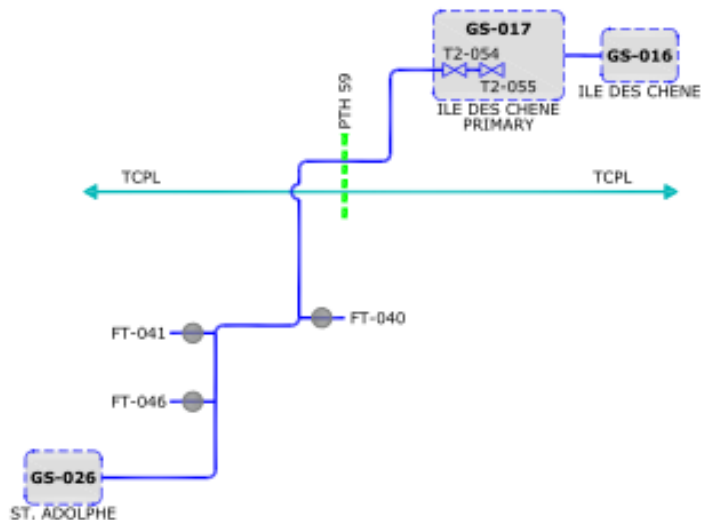 GS-017
T2-054
T2-055
GS-016
ILE DES CHENE
PRIMARY
ILE DES CHENE
PTH 59
TCPL
TCPL
FT-040
FT-041
FT-046
GS-026
ST. ADOLPHE